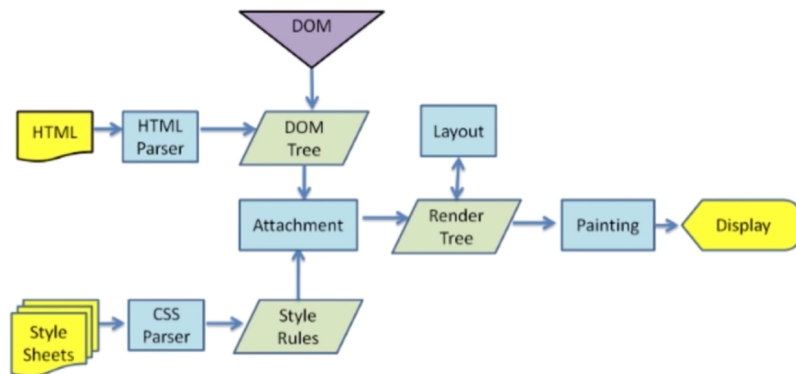 DOM
HTML
HTML
Parser
DOM
Tree
Layout
Attachment
Render
Tree
Painting
Display
Style
Sheets
CSS
Parser
Style
Rules